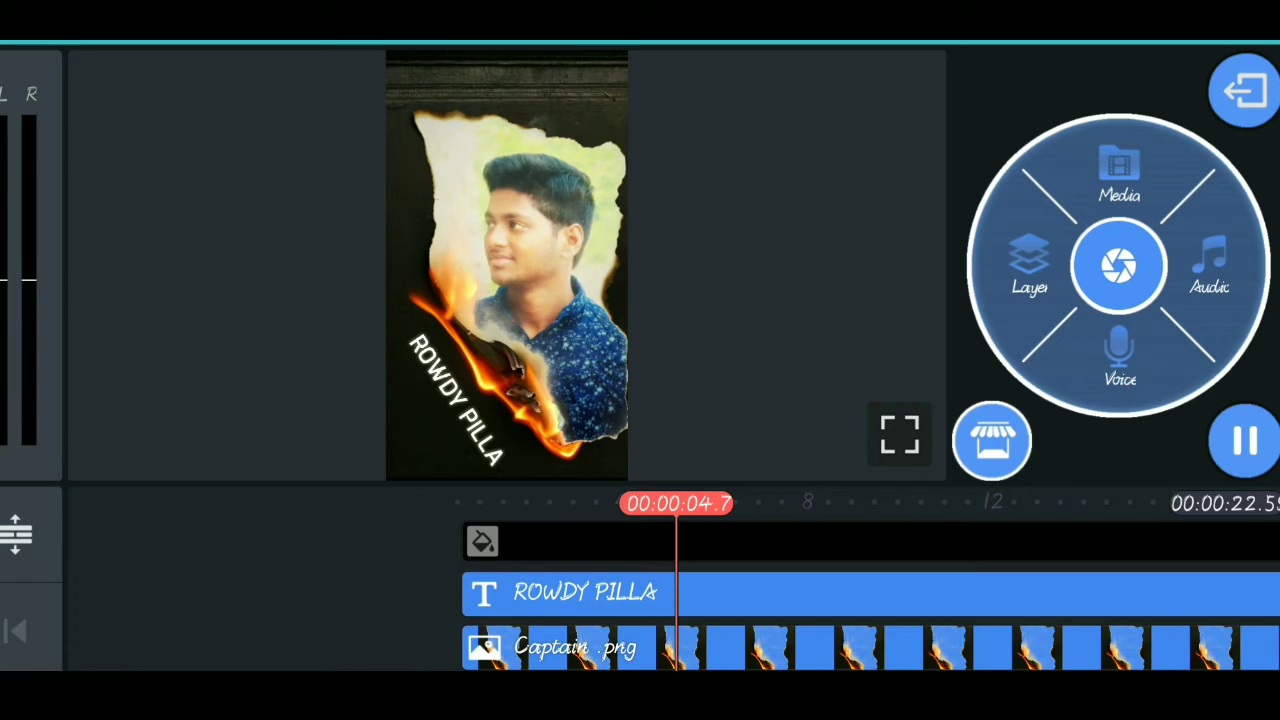 L R
Media
Layer
Audio
Voice
ROWDY PILLA
00:00:04.7
8
12
00:00:22.5
ROWDY PILLA
Captain .png